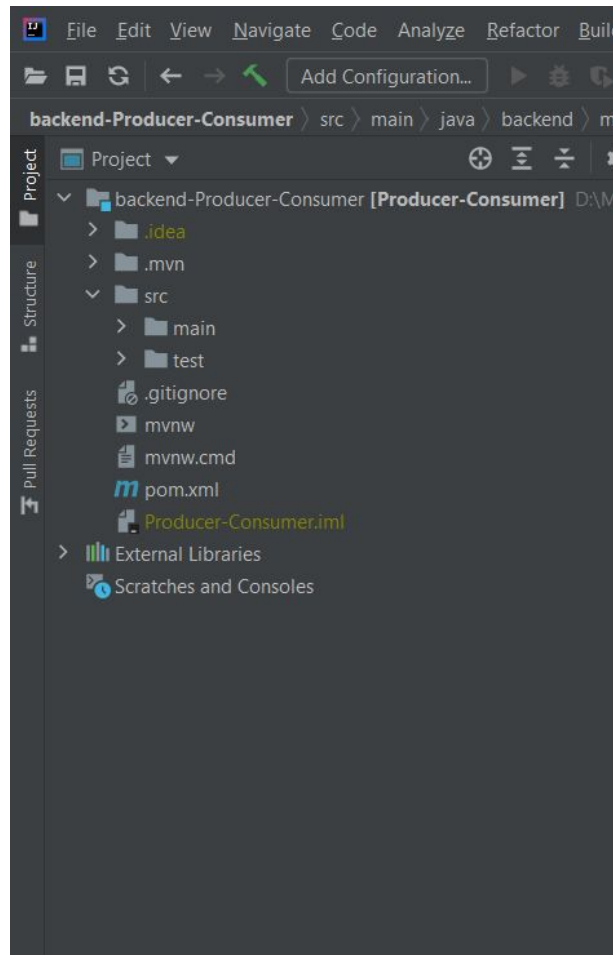 IJ File Edit View Navigate Code Analyze Refactor
Add Configuration...
backend-Producer-Consumer src main java backend
Project
Project
backend-Producer-Consumer [Producer-Consumer] D:\M
.idea
.mvn
src
main
test
.gitignore
mvnw
mvnw.cmd
m pom.xml
Producer-Consumer.iml
External Libraries
Scratches and Consoles
Structure
Pull Requests